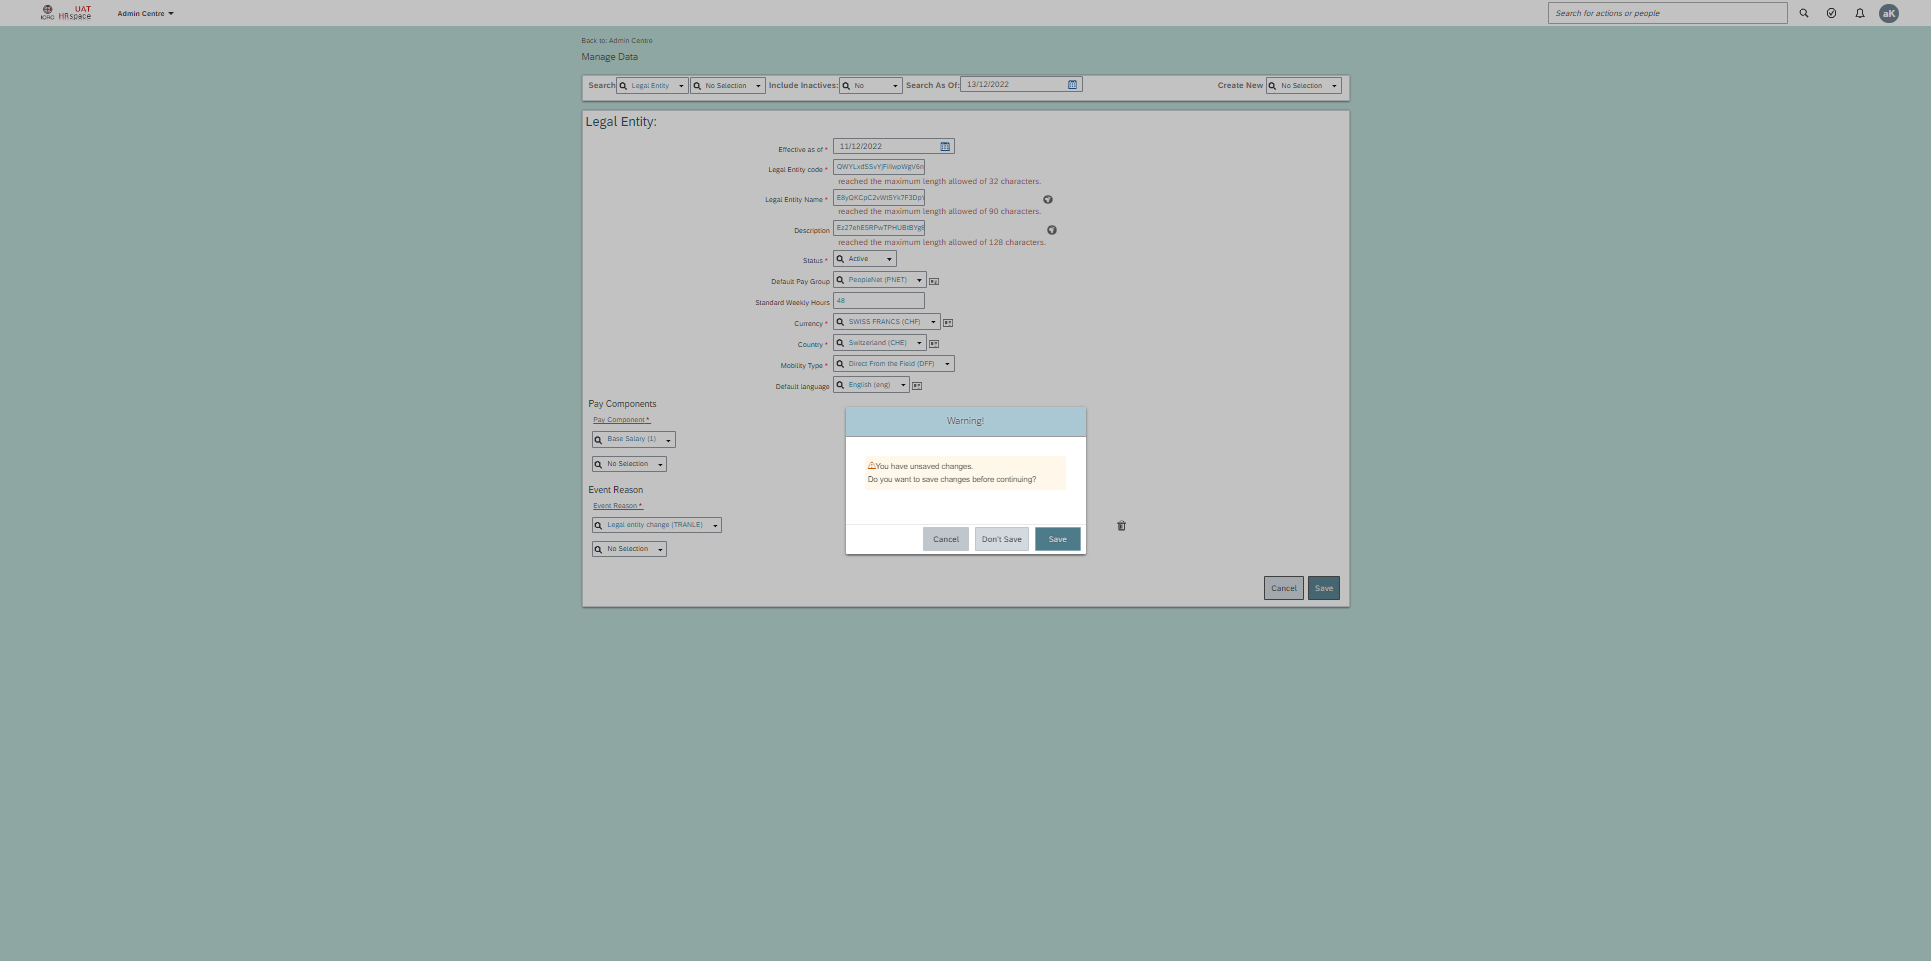 UAT
ICRC HRspace
Admin Centre
Search for actions or people
aK
Back to: Admin Centre
Manage Data
Search Legal Entity No Selection Include Inactives: No Search As Of: 13/12/2022 Create New No Selection
Legal Entity:
Effective as of * 11/12/2022
Legal Entity code *
reached the maximum length allowed of 32 characters.
Legal Entity Name *
reached the maximum length allowed of 90 characters.
Description
reached the maximum length allowed of 128 characters.
Status * Active
Default Pay Group PeopleNet (PNET)
Standard Weekly Hours 48
Currency * SWISS FRANCS (CHF)
Country * Switzerland (CHE)
Mobility Type * Direct From the Field (DFF)
Default language English (eng)
Pay Components
Pay Component *
Base Salary (1)
No Selection
Event Reason
Event Reason *
Legal entity change (TRANLE)
No Selection
Warning!
You have unsaved changes.
Do you want to save changes before continuing?
Cancel Don't Save Save
Cancel Save